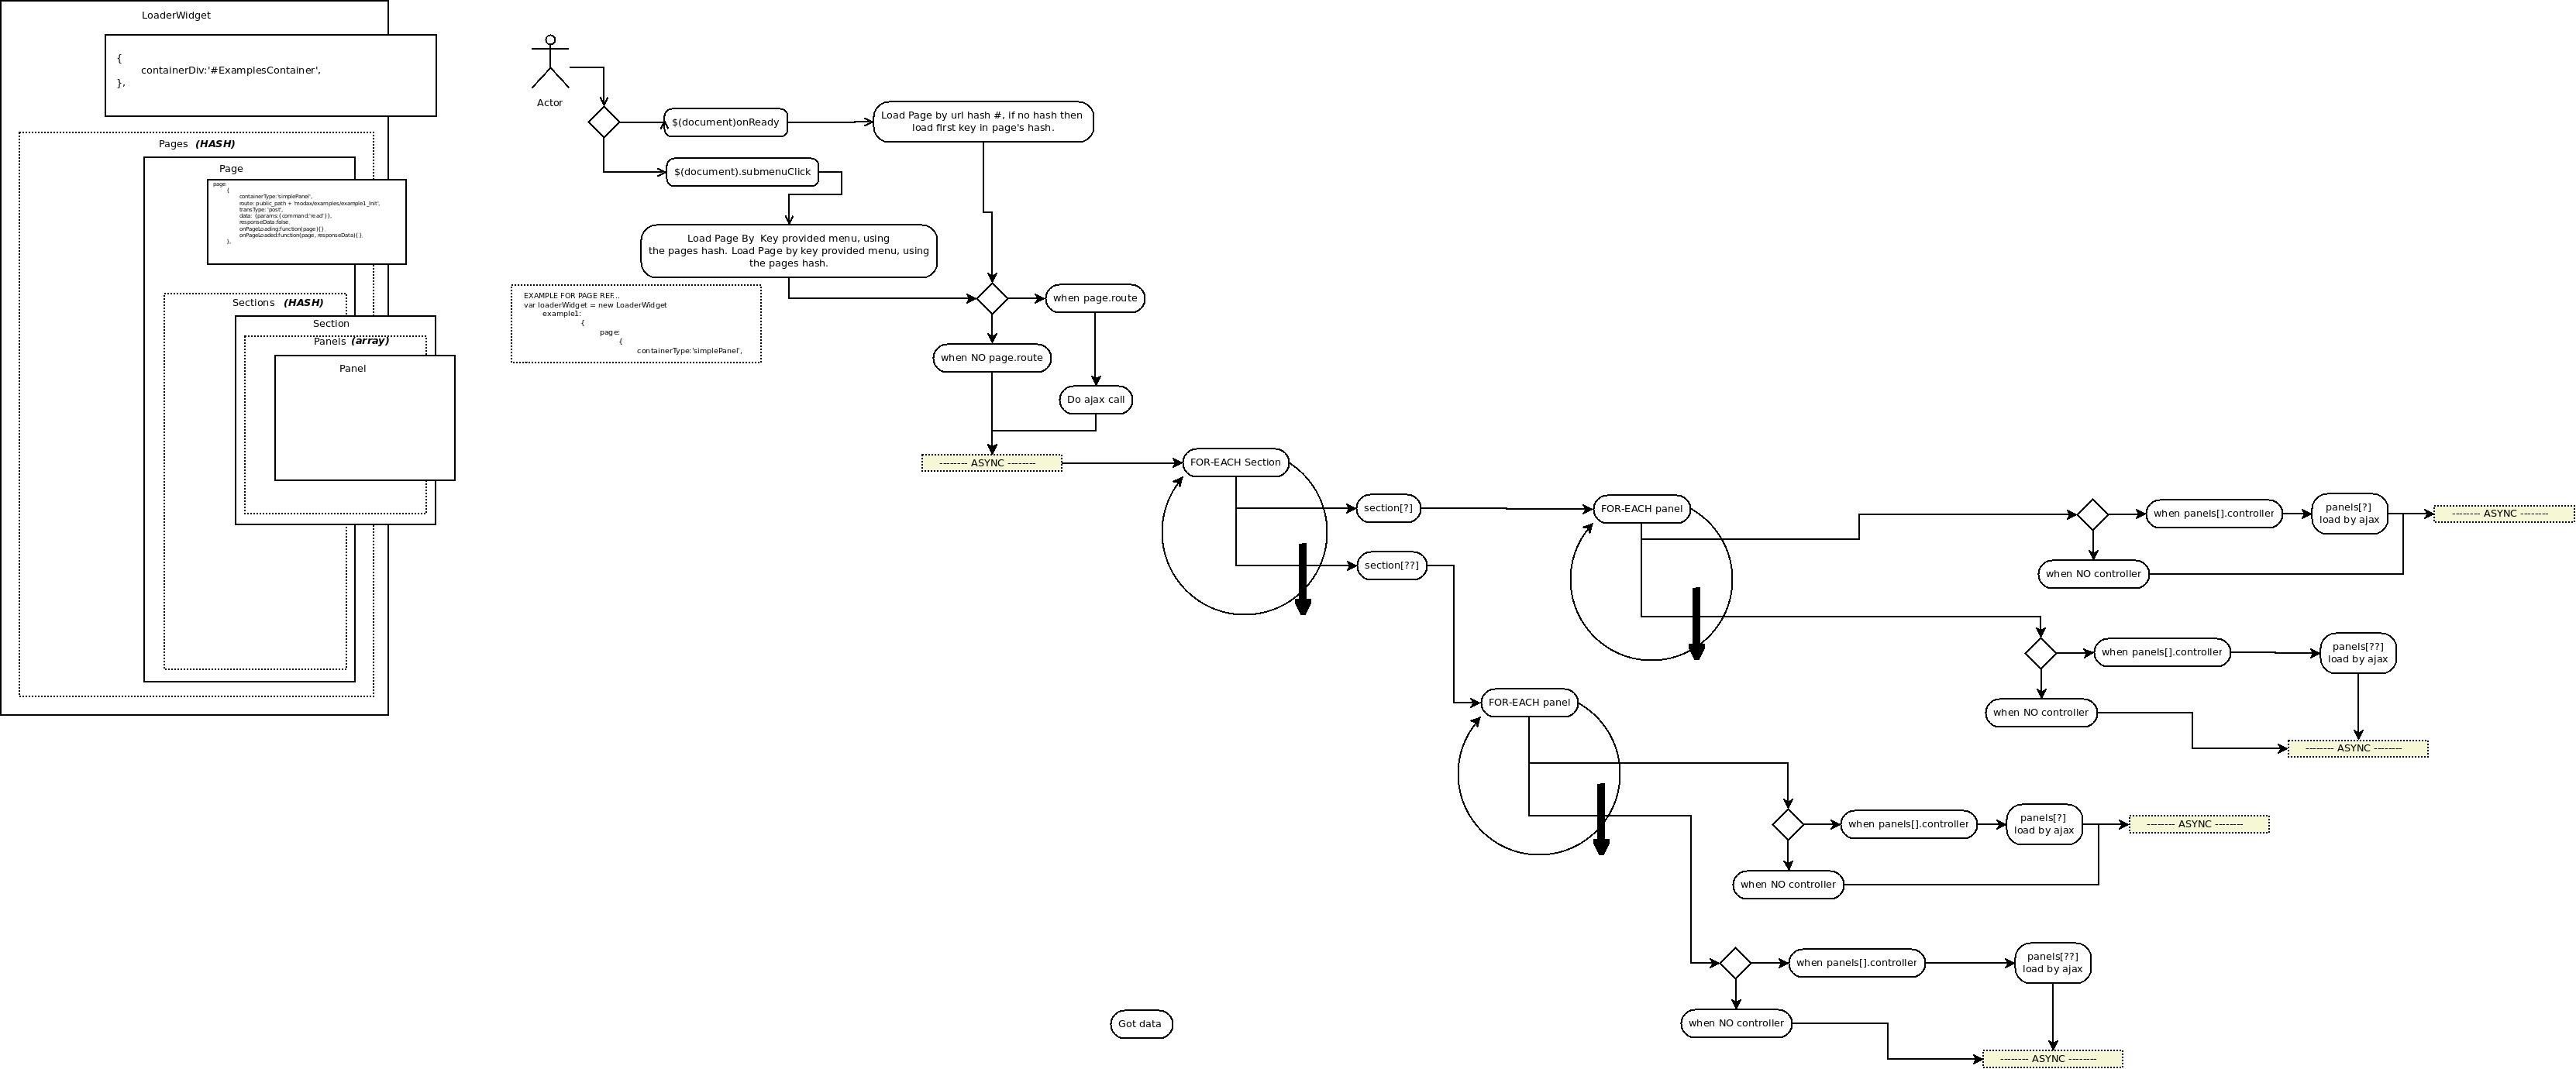 LoaderWidget
{
containerDiv:'#ExamplesContainer',
},
Pages (HASH)
Page
page
{
containerType:'simplePanel',
route: public_path + 'modax/examples/example1_Init',
transType: 'post',
data: {params:{command:'read'}},
responseData:false,
onPageLoading:function(page){}
onPageLoaded:function(page, responseData){}
},
Sections (HASH)
Section
Panels (array)
Panel
Actor
$(document)onReady
Load Page by url hash #, if no hash then
load first key in page's hash.
$(document).submenuClick
Load Page By  Key provided menu, using
the pages hash. Load Page by key provided menu, using
the pages hash.
EXAMPLE FOR PAGE REF...
var loaderWidget = new LoaderWidget
example1:
{
page:
{
containerType:'simplePanel',
when page.route
when NO page.route
Do ajax call
-------- ASYNC --------
FOR-EACH Section
section[?]
section[??]
FOR-EACH panel
when panels[].controller
panels[?]
load by ajax
-------- ASYNC --------
when NO controller
when panels[].controller
panels[??]
load by ajax
when NO controller
-------- ASYNC --------
FOR-EACH panel
when panels[].controller
panels[?]
load by ajax
-------- ASYNC --------
when NO controller
when panels[].controller
panels[??]
load by ajax
when NO controller
-------- ASYNC --------
Got data